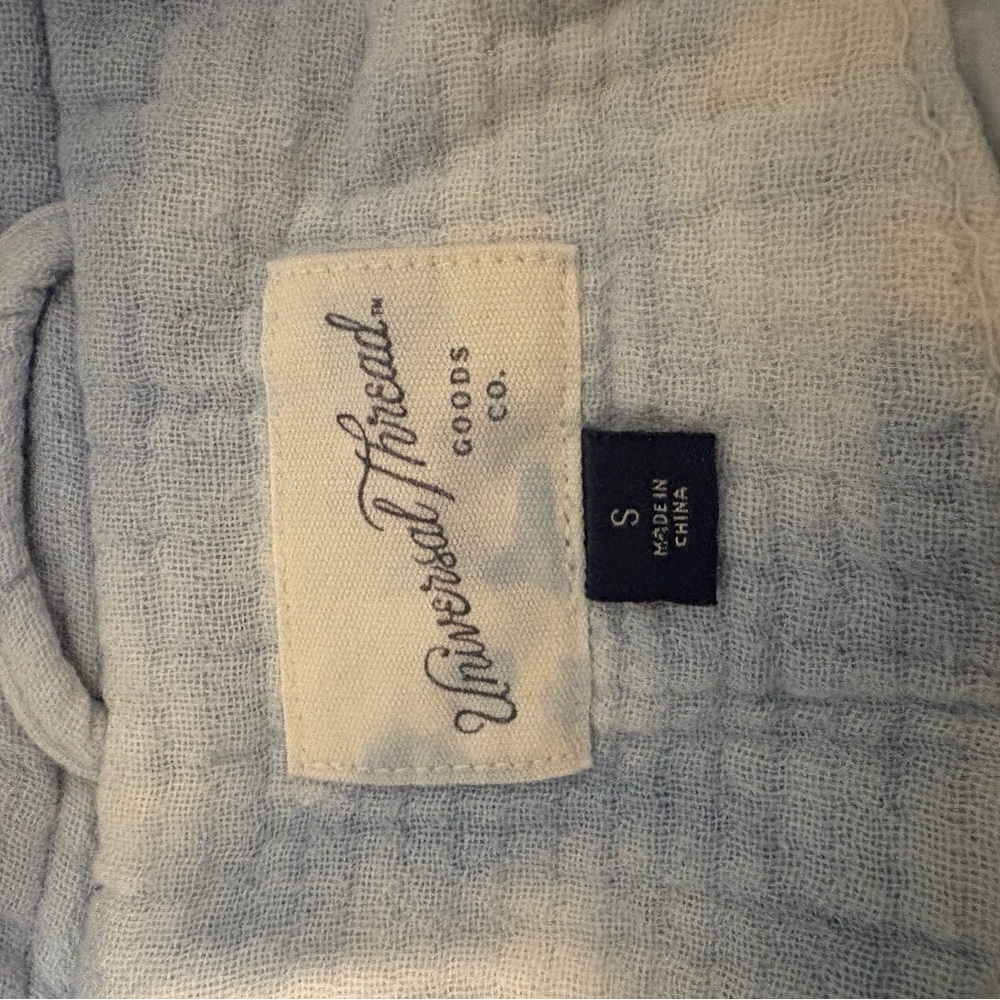 Universal Thread™
GOODS
CO.
S
MADE IN
CHINA